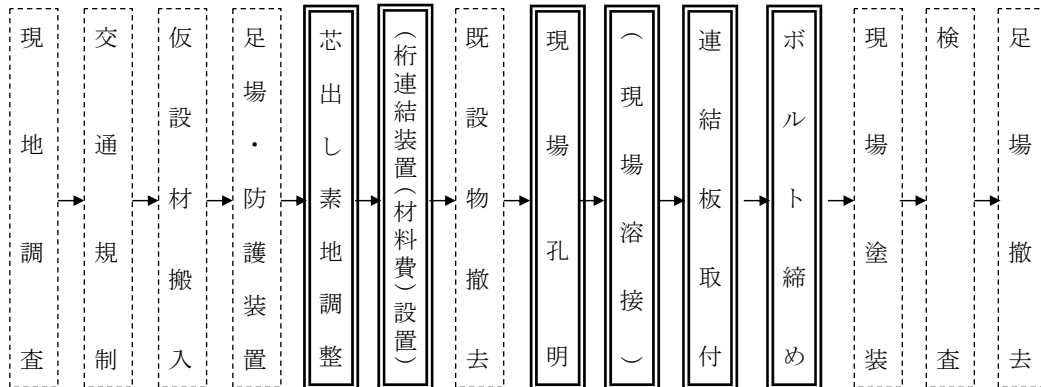 現地調査
交通規制
仮設材搬入
足場・防護装置
芯出し素地調整
(桁連結装置(材料費)設置)
既設物撤去
現場孔明
(現場溶接)
連結板取付
ボルト締め
現場塗装
検査
足場撤去